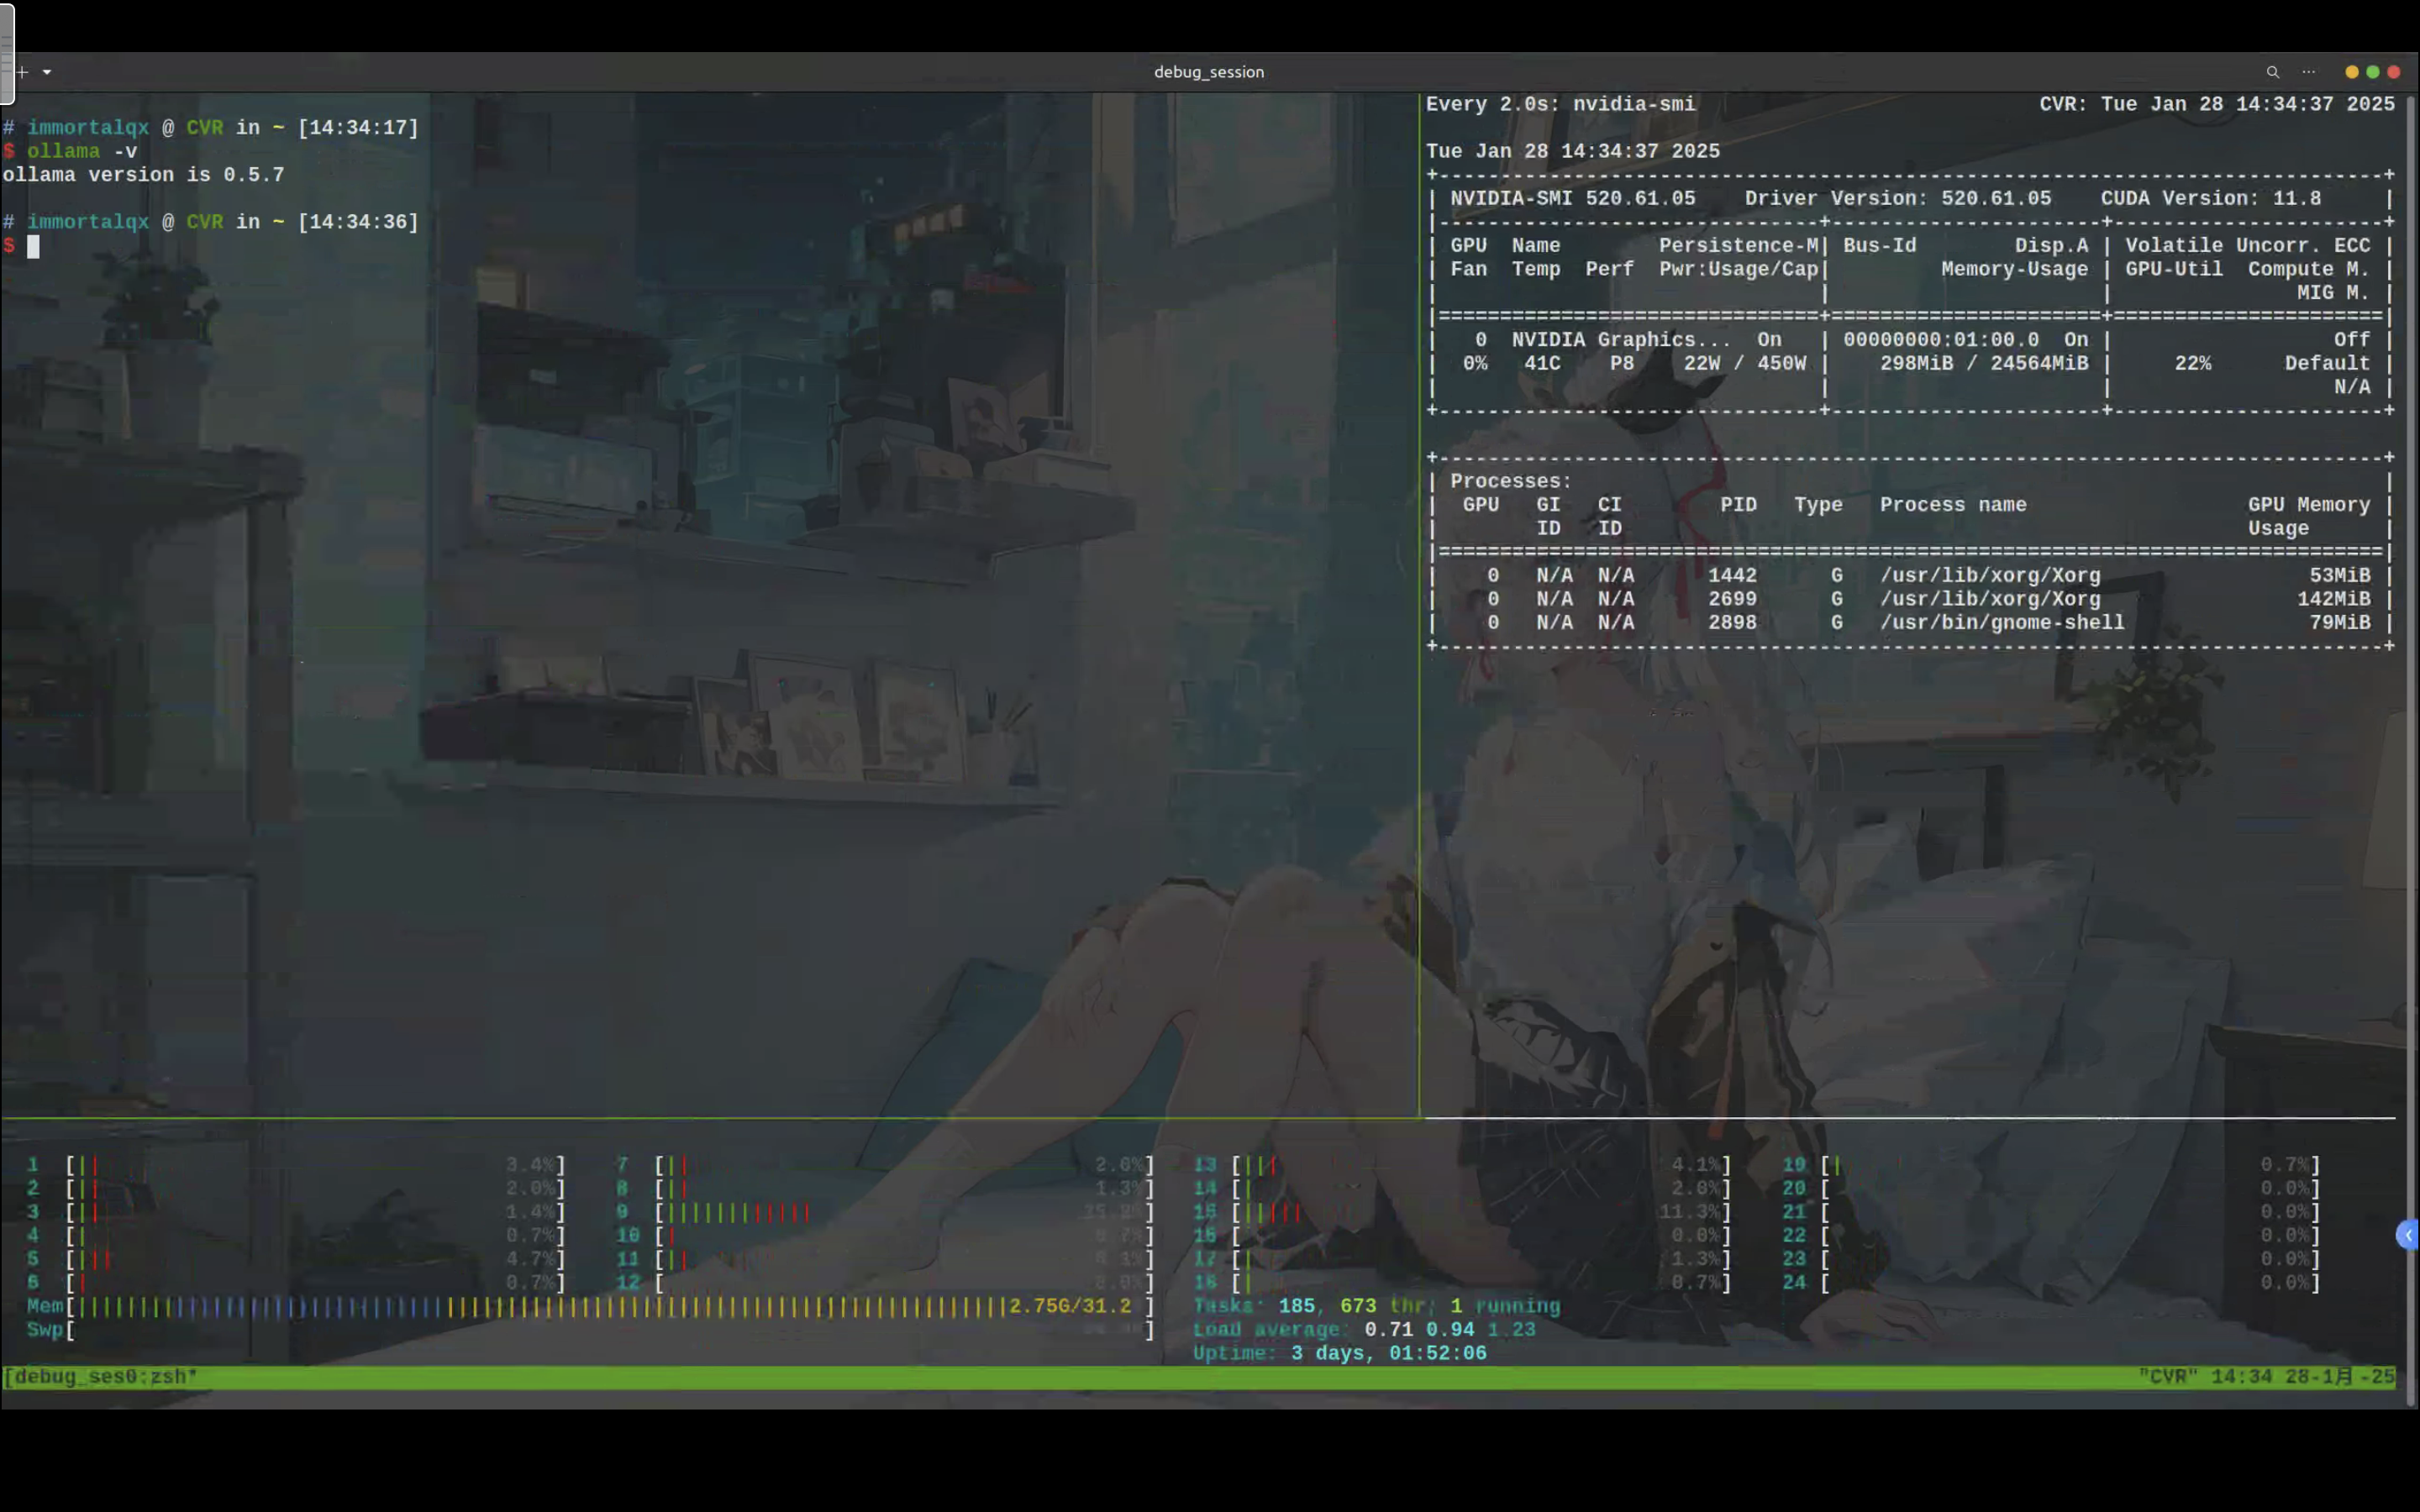 debug_session
# immortalqx @ CVR in ~ [14:34:17]
$ ollama -v
ollama version is 0.5.7
# immortalqx @ CVR in ~ [14:34:36]
$
Every 2.0s: nvidia-smi CVR: Tue Jan 28 14:34:37 2025
Tue Jan 28 14:34:37 2025
+-----------------------------------------------------------------------------+
| NVIDIA-SMI 520.61.05    Driver Version: 520.61.05    CUDA Version: 11.8     |
|-------------------------------+----------------------+----------------------+
| GPU  Name        Persistence-M| Bus-Id        Disp.A | Volatile Uncorr. ECC |
| Fan  Temp  Perf  Pwr:Usage/Cap|         Memory-Usage | GPU-Util  Compute M. |
|                               |                      |               MIG M. |
|===============================+======================+======================|
|   0  NVIDIA Graphics...  On   | 00000000:01:00.0  On |                  Off |
|  0%   41C    P8    22W / 450W |    298MiB / 24564MiB |     22%      Default |
|                               |                      |                  N/A |
+-------------------------------+----------------------+----------------------+
+-----------------------------------------------------------------------------+
| Processes:                                                                  |
|  GPU   GI   CI        PID   Type   Process name                  GPU Memory |
|        ID   ID                                                   Usage      |
|=============================================================================|
|    0   N/A  N/A      1442      G   /usr/lib/xorg/Xorg                 53MiB |
|    0   N/A  N/A      2699      G   /usr/lib/xorg/Xorg                142MiB |
|    0   N/A  N/A      2898      G   /usr/bin/gnome-shell               79MiB |
+-----------------------------------------------------------------------------+
1 [|| 3.4%] 7 [|| 2.0%] 13 [||| 4.1%] 19 [| 0.7%]
2 [|| 2.0%] 8 [|| 1.3%] 14 [| 2.0%] 20 [ 0.0%]
3 [|| 1.4%] 9 [ ] 15 [||||| 11.3%] 21 [ 0.0%]
4 [| 0.7%] 10 [| ] 16 [ 0.0%] 22 [ 0.0%]
5 [||| 4.7%] 11 [|| ] 17 [| 1.3%] 23 [ 0.0%]
6 [| 0.7%] 12 [ ] 18 [| 0.7%] 24 [ 0.0%]
Mem[ 2.75G/31.2 ] Tasks: 185, 673 thr; 1 running
Swp[ ] Load average: 0.71 0.94 1.23
Uptime: 3 days, 01:52:06
[debug_ses0:zsh* "CVR" 14:34 28-1月-25